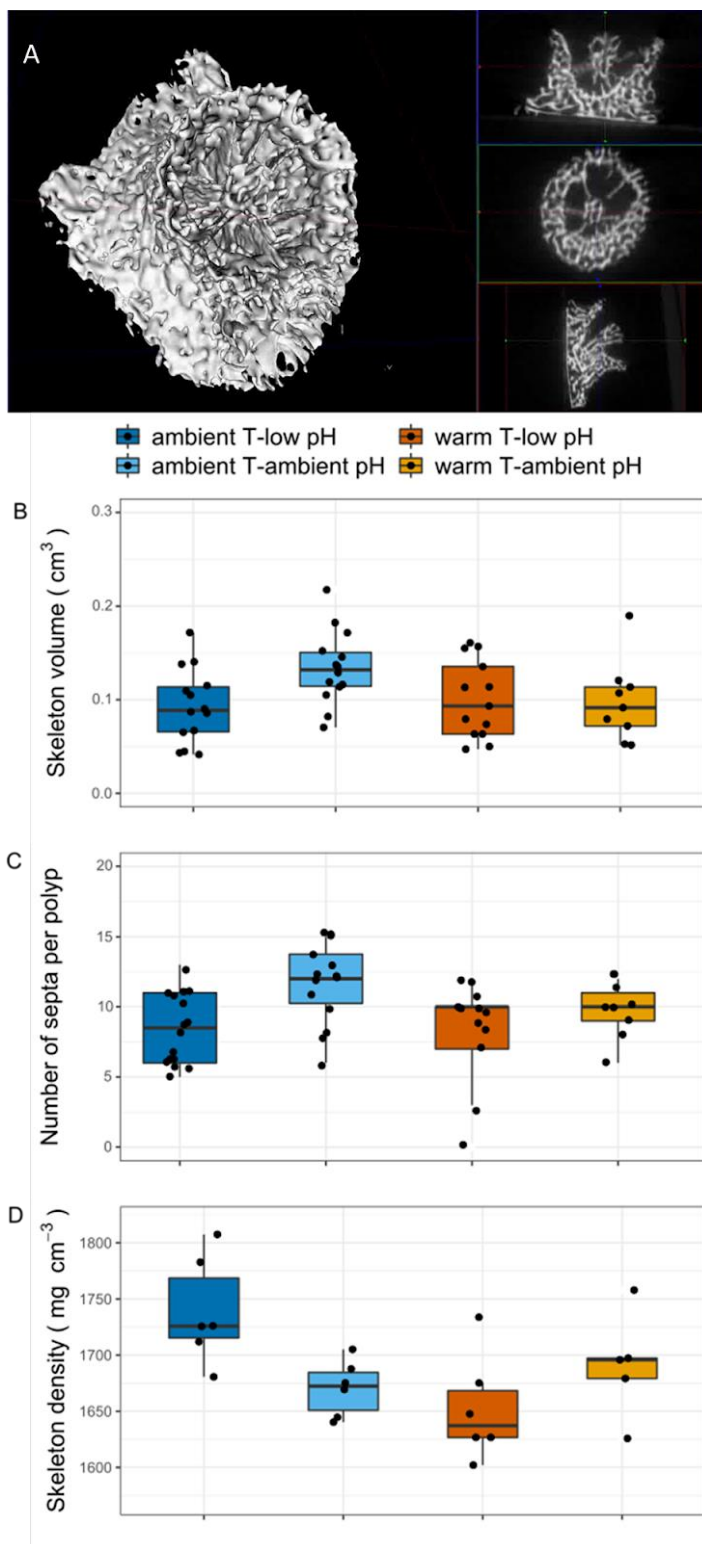 A
ambient T-low pH
warm T-low pH
ambient T-ambient pH
warm T-ambient pH
B
Skeleton volume ( cm³ )
0.3
0.2
0.1
0.0
C
Number of septa per polyp
20
15
10
5
0
D
Skeleton density ( mg cm⁻³ )
1800
1750
1700
1650
1600